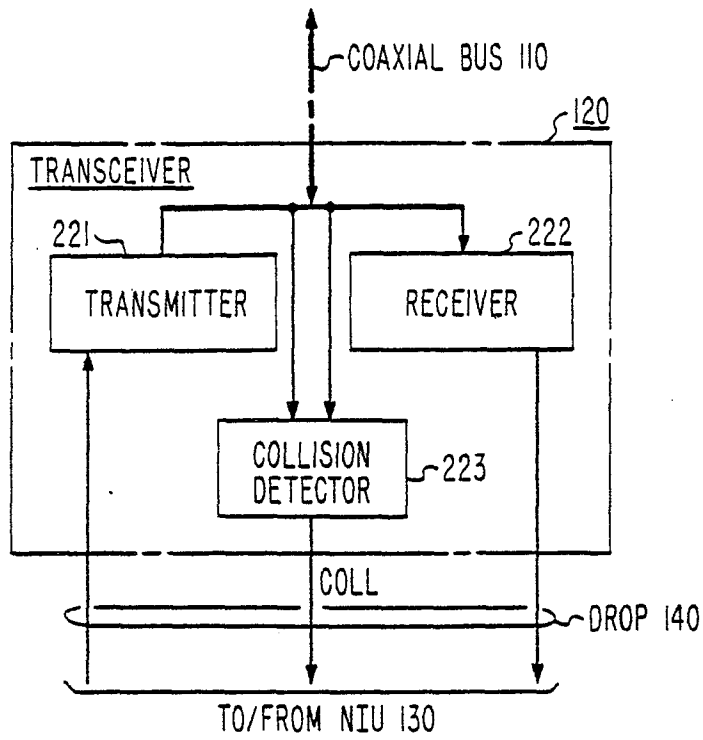 COAXIAL BUS 110
120
TRANSCEIVER
221
222
TRANSMITTER
RECEIVER
COLLISION
DETECTOR
223
COLL
DROP 140
TO/FROM NIU 130